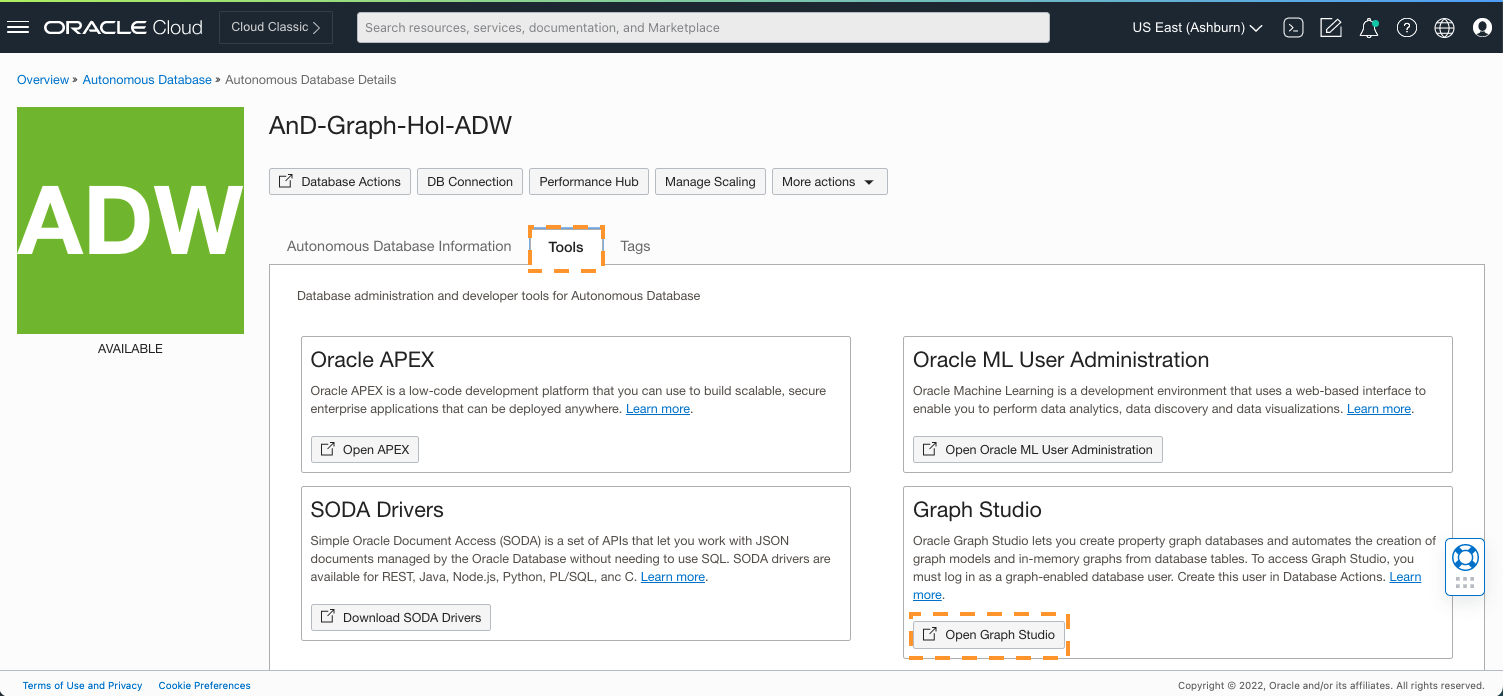 ORACLE Cloud
Cloud Classic
Search resources, services, documentation, and Marketplace
US East (Ashburn)
Overview » Autonomous Database » Autonomous Database Details
ADW
AVAILABLE
AnD-Graph-Hol-ADW
Database Actions
DB Connection
Performance Hub
Manage Scaling
More actions
Autonomous Database Information
Tools
Tags
Database administration and developer tools for Autonomous Database
Oracle APEX
Oracle APEX is a low-code development platform that you can use to build scalable, secure
enterprise applications that can be deployed anywhere. Learn more.
Open APEX
Oracle ML User Administration
Oracle Machine Learning is a development environment that uses a web-based interface to
enable you to perform data analytics, data discovery and data visualizations. Learn more.
Open Oracle ML User Administration
SODA Drivers
Simple Oracle Document Access (SODA) is a set of APIs that let you work with JSON
documents managed by the Oracle Database without needing to use SQL. SODA drivers are
available for REST, Java, Node.js, Python, PL/SQL, anc C. Learn more.
Download SODA Drivers
Graph Studio
Oracle Graph Studio lets you create property graph databases and automates the creation of
graph models and in-memory graphs from database tables. To access Graph Studio, you
must log in as a graph-enabled database user. Create this user in Database Actions. Learn
more.
Open Graph Studio
Terms of Use and Privacy
Cookie Preferences
Copyright © 2022, Oracle and/or its affiliates. All rights reserved.